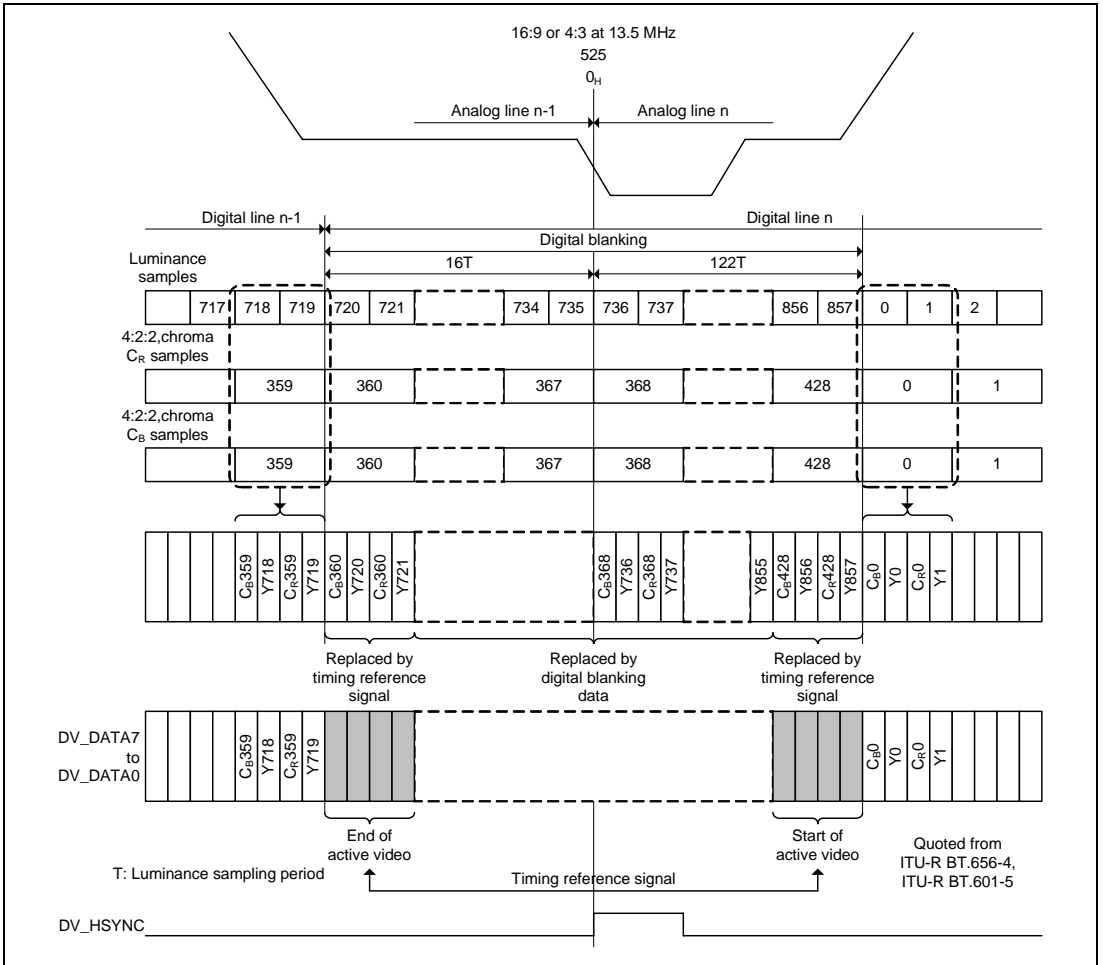 16:9 or 4:3 at 13.5 MHz
525
0H
Analog line n-1
Analog line n
Digital line n-1
Digital line n
Digital blanking
16T
122T
Luminance
samples
717 718 719 720 721 734 735 736 737 856 857 0 1 2
4:2:2,chroma
CR samples
359 360 367 368 428 0 1
4:2:2,chroma
CB samples
359 360 367 368 428 0 1
CB359 Y718 CR359 Y719 CB360 Y720 CR360 Y721 CB368 Y736 CR368 Y737 Y855 CB428 Y856 CR428 Y857 CB0 Y0 CR0 Y1
Replaced by
timing reference
signal
Replaced by
digital blanking
data
Replaced by
timing reference
signal
DV_DATA7
to
DV_DATA0
CB359 Y718 CR359 Y719 CB0 Y0 CR0 Y1
End of
active video
Start of
active video
Quoted from
ITU-R BT.656-4,
ITU-R BT.601-5
T: Luminance sampling period
Timing reference signal
DV_HSYNC